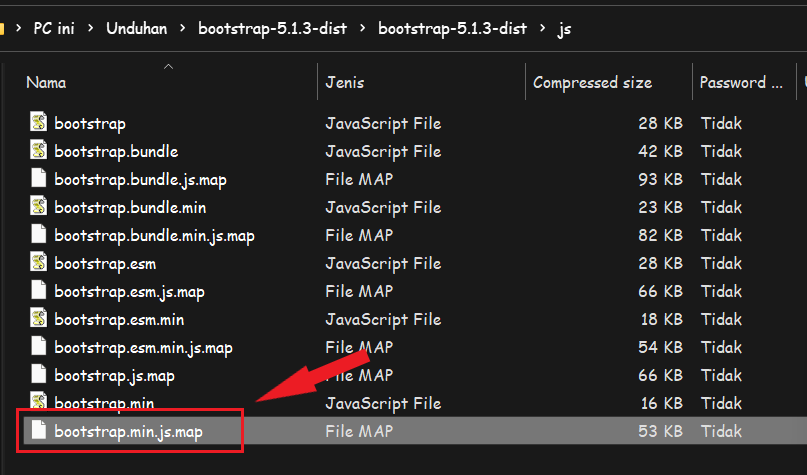 PC ini > Unduhan > bootstrap-5.1.3-dist > bootstrap-5.1.3-dist > js
Nama Jenis Compressed size Password ...
bootstrap JavaScript File 28 KB Tidak
bootstrap.bundle JavaScript File 42 KB Tidak
bootstrap.bundle.js.map File MAP 93 KB Tidak
bootstrap.bundle.min JavaScript File 23 KB Tidak
bootstrap.bundle.min.js.map File MAP 82 KB Tidak
bootstrap.esm JavaScript File 28 KB Tidak
bootstrap.esm.js.map File MAP 66 KB Tidak
bootstrap.esm.min JavaScript File 18 KB Tidak
bootstrap.esm.min.js.map File MAP 54 KB Tidak
bootstrap.js.map File MAP 66 KB Tidak
bootstrap.min JavaScript File 16 KB Tidak
bootstrap.min.js.map File MAP 53 KB Tidak